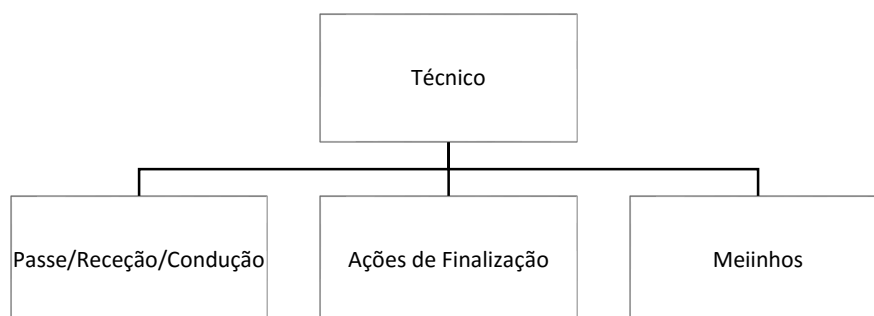 Técnico
Passe/Receção/Condução
Ações de Finalização
Meiinhos